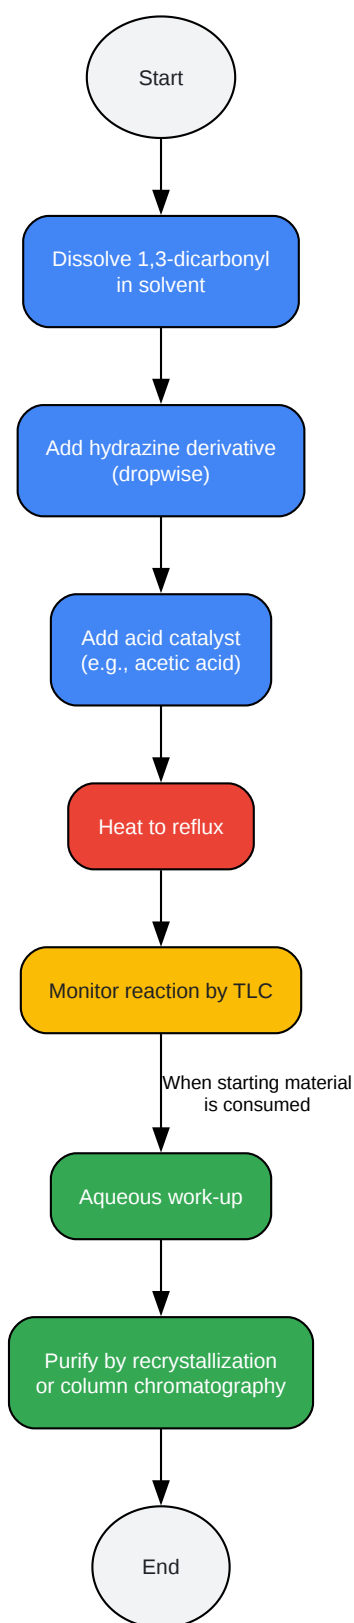 Start
Dissolve 1,3-dicarbonyl
in solvent
Add hydrazine derivative
(dropwise)
Add acid catalyst
(e.g., acetic acid)
Heat to reflux
Monitor reaction by TLC
When starting material
is consumed
Aqueous work-up
Purify by recrystallization
or column chromatography
End